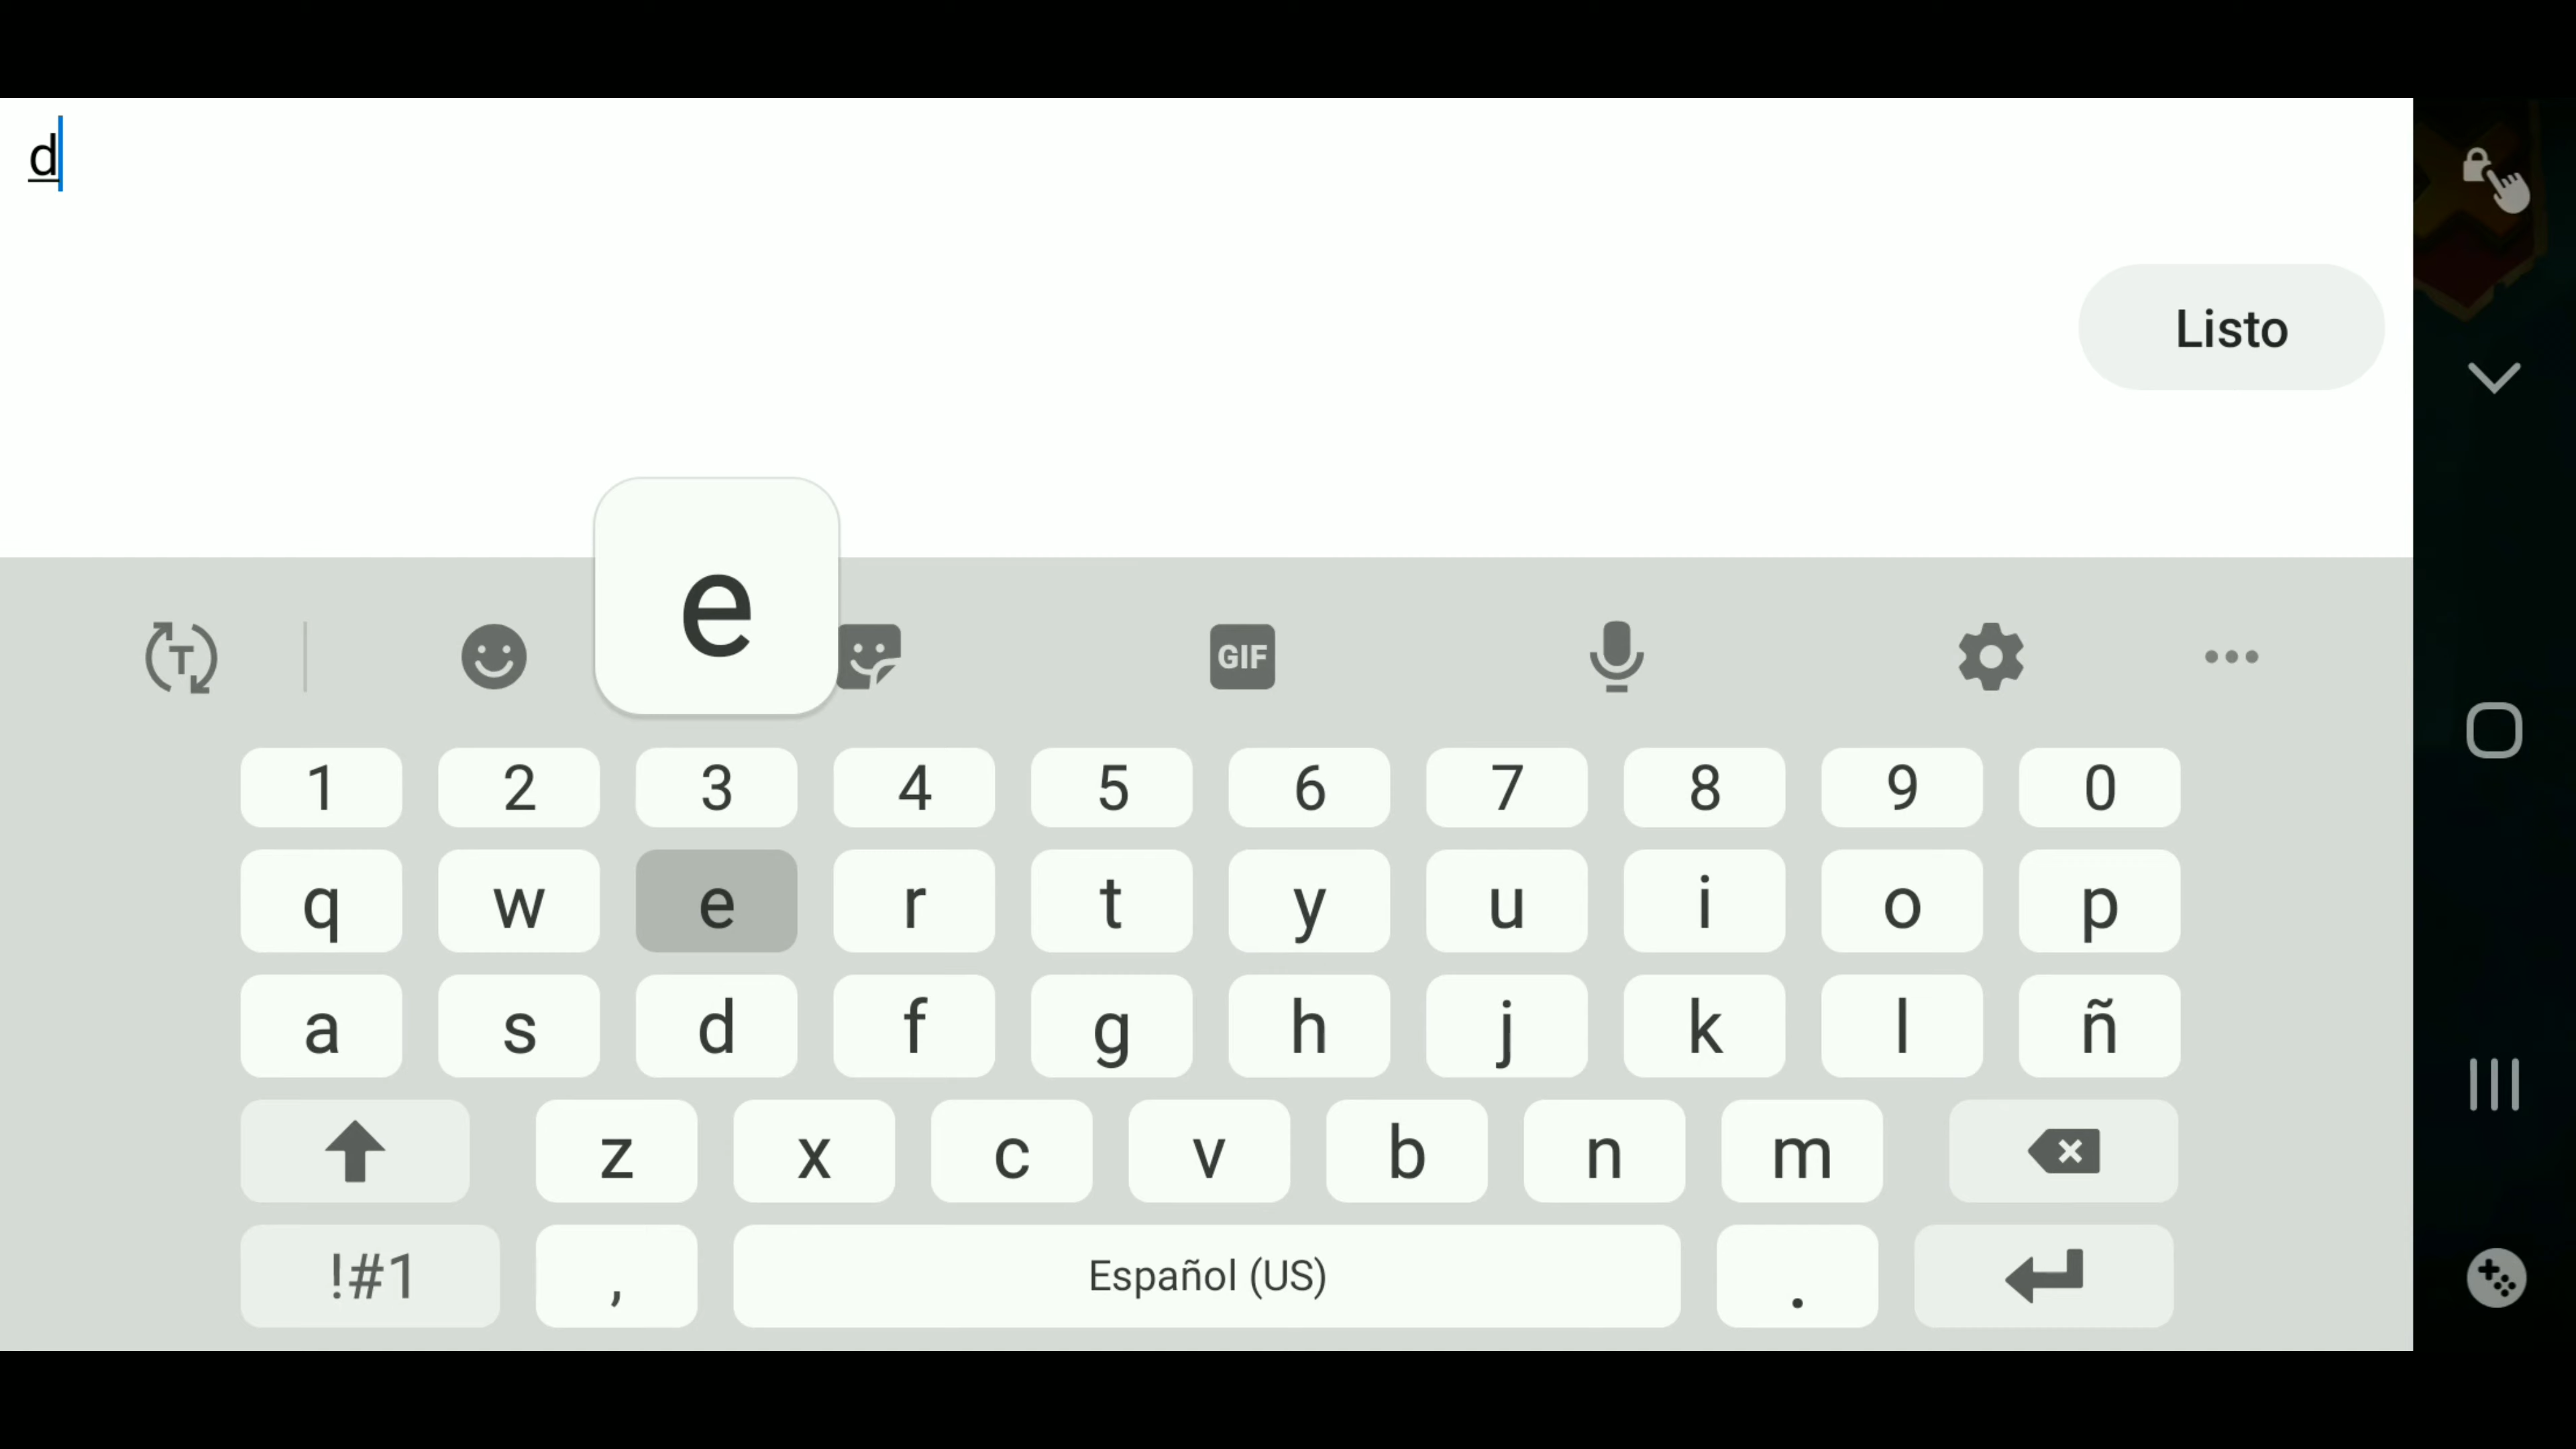 d
Listo
e
T
GIF
1 2 3 4 5 6 7 8 9 0
q w e r t y u i o p
a s d f g h j k l ñ
z x c v b n m
!#1 , Español (US) .